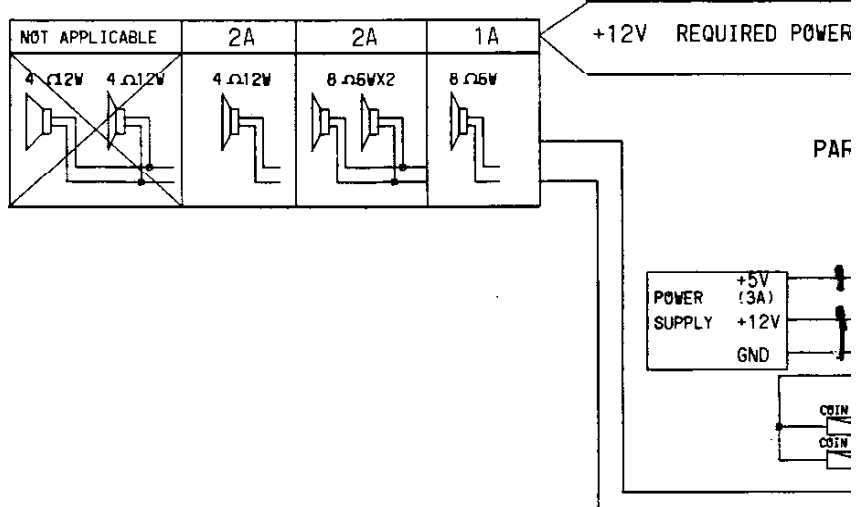 NOT APPLICABLE 2A 2A 1A +12V REQUIRED POWER
4 Ω12W 4 Ω12W 4 Ω12W 8 Ω6WX2 8 Ω6W
PAR
+5V
POWER (3A)
SUPPLY +12V
GND
COIN
COIN